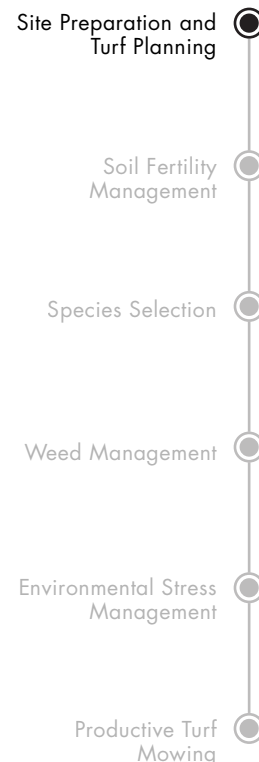 Site Preparation and
Turf Planning
Soil Fertility
Management
Species Selection
Weed Management
Environmental Stress
Management
Productive Turf
Mowing